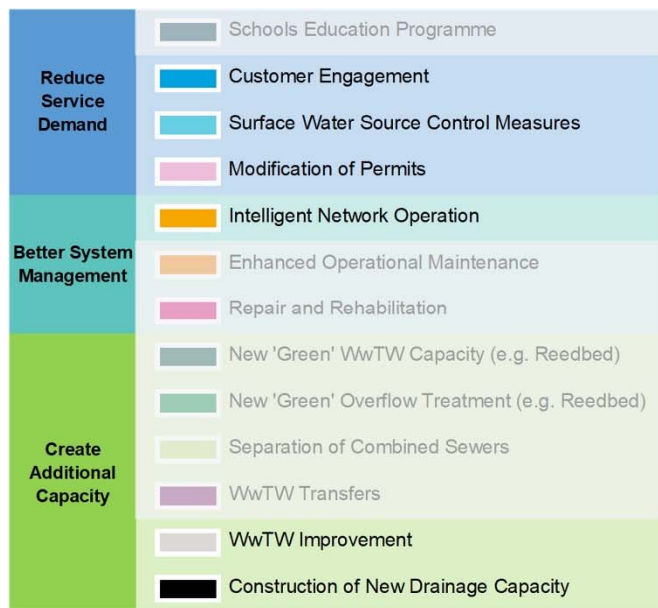 Reduce
Service
Demand
Schools Education Programme
Customer Engagement
Surface Water Source Control Measures
Modification of Permits
Better System
Management
Intelligent Network Operation
Enhanced Operational Maintenance
Repair and Rehabilitation
Create
Additional
Capacity
New 'Green' WwTW Capacity (e.g. Reedbed)
New 'Green' Overflow Treatment (e.g. Reedbed)
Separation of Combined Sewers
WwTW Transfers
WwTW Improvement
Construction of New Drainage Capacity